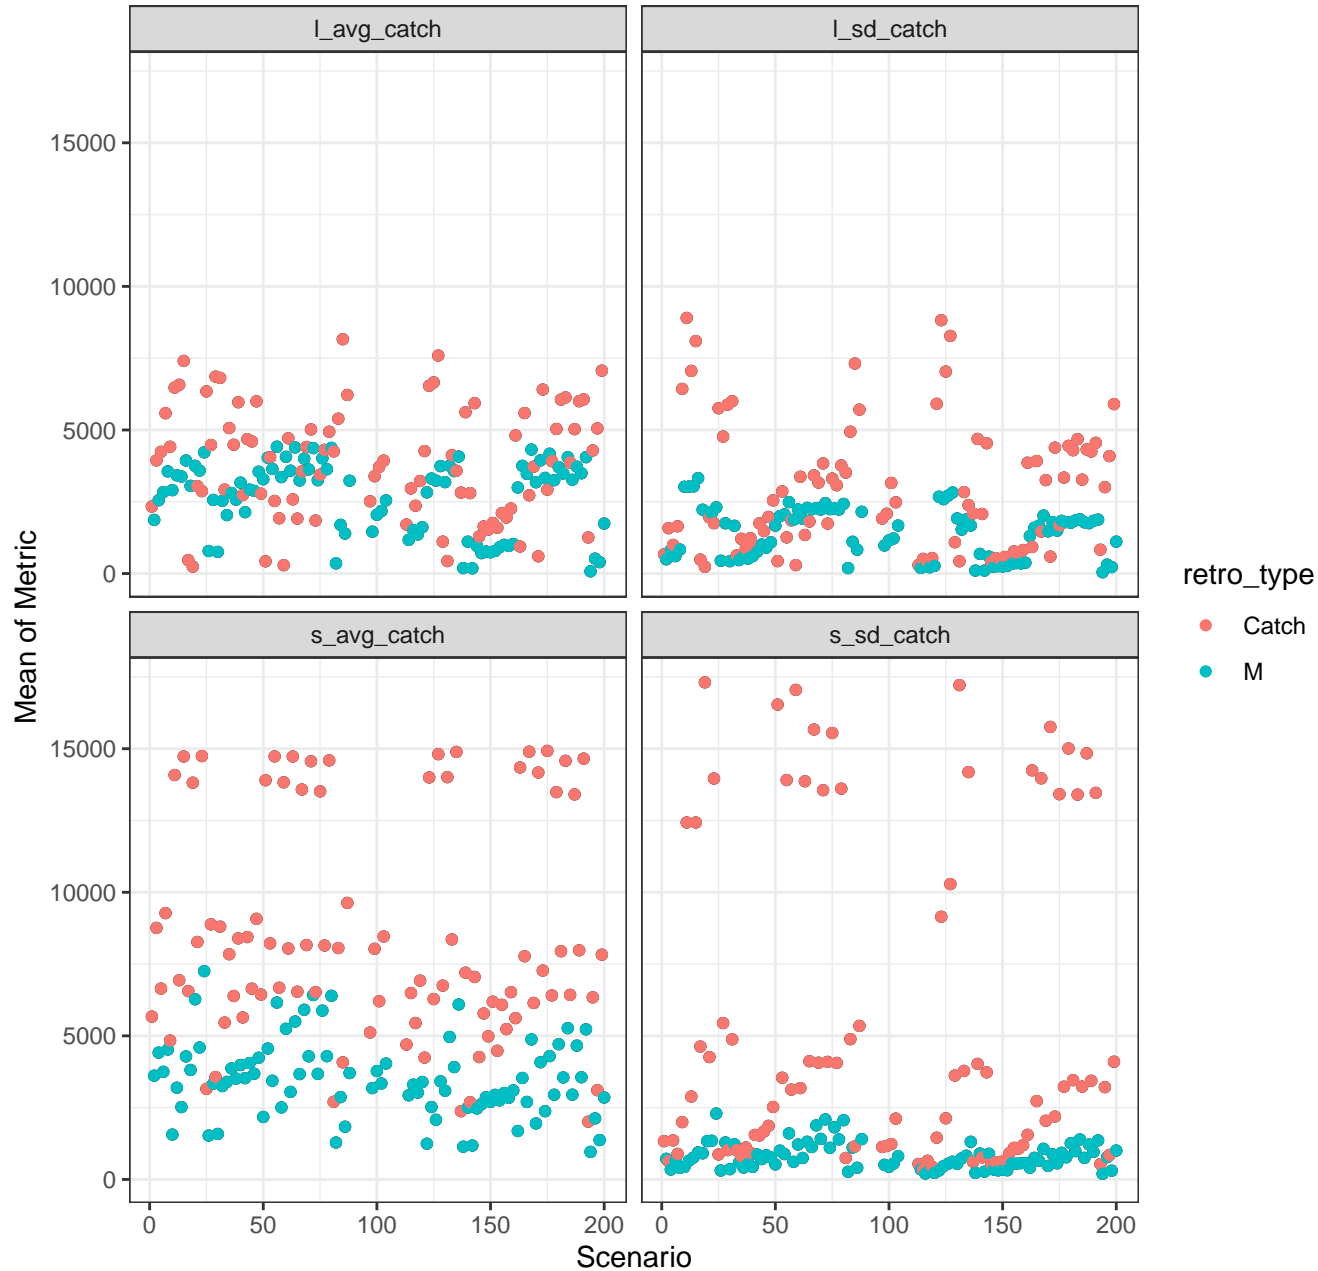 l_avg_catch
l_sd_catch
15000
10000
5000
0
s_avg_catch
s_sd_catch
15000
10000
5000
0
0 50 100 150 200
0 50 100 150 200
Scenario
Mean of Metric
retro_type
Catch
M